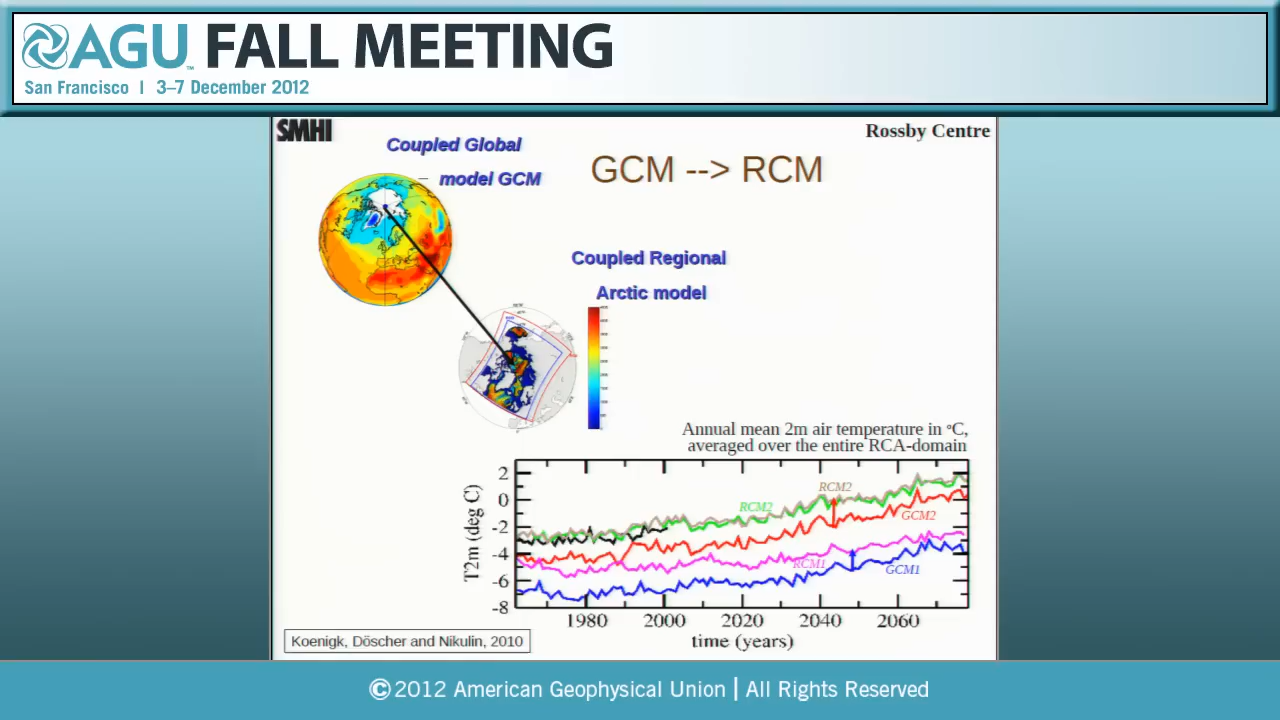 AGU FALL MEETING
San Francisco | 3–7 December 2012
SMHI
Rossby Centre
Coupled Global
model GCM
GCM --> RCM
Coupled Regional
Arctic model
Annual mean 2m air temperature in °C,
averaged over the entire RCA-domain
T2m (deg C)
2
0
-2
-4
-6
-8
RCM2
RCM2
GCM2
RCM1
GCM1
1980 2000 2020 2040 2060
time (years)
Koenigk, Döscher and Nikulin, 2010
©2012 American Geophysical Union | All Rights Reserved